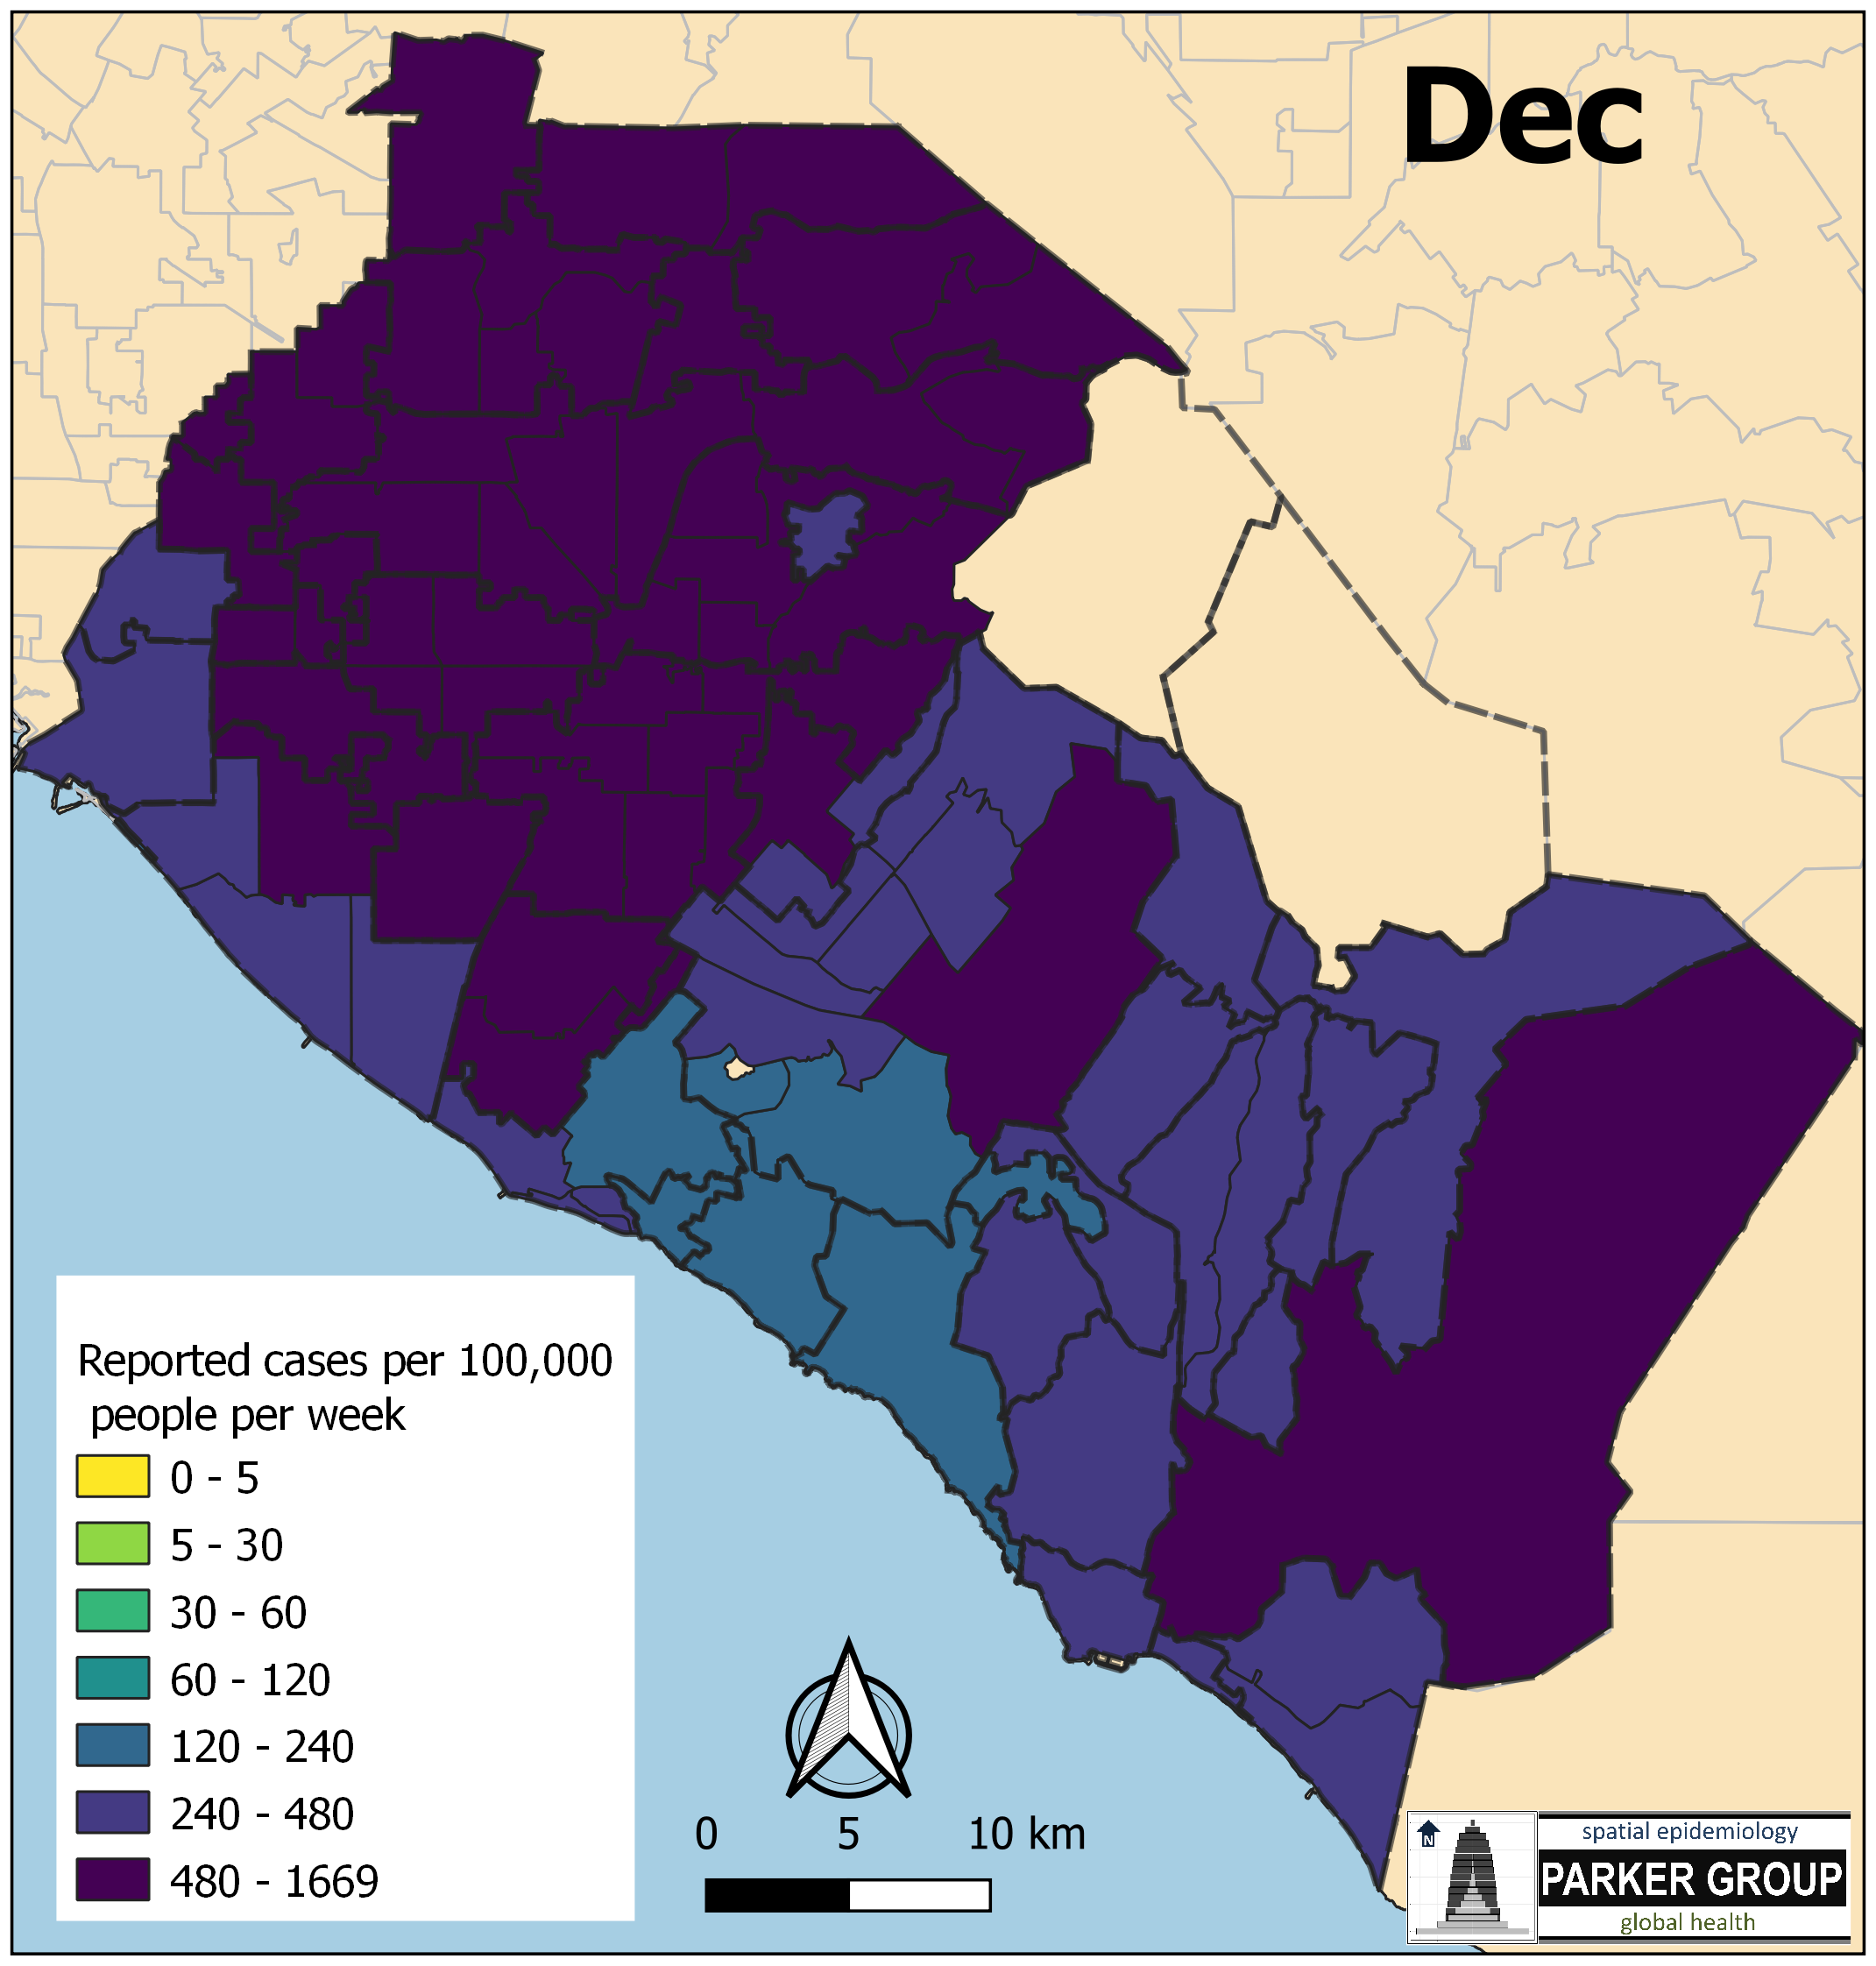 Dec
Reported cases per 100,000
people per week
0 - 5
5 - 30
30 - 60
60 - 120
120 - 240
240 - 480
480 - 1669
0 5 10 km
N
spatial epidemiology
PARKER GROUP
global health